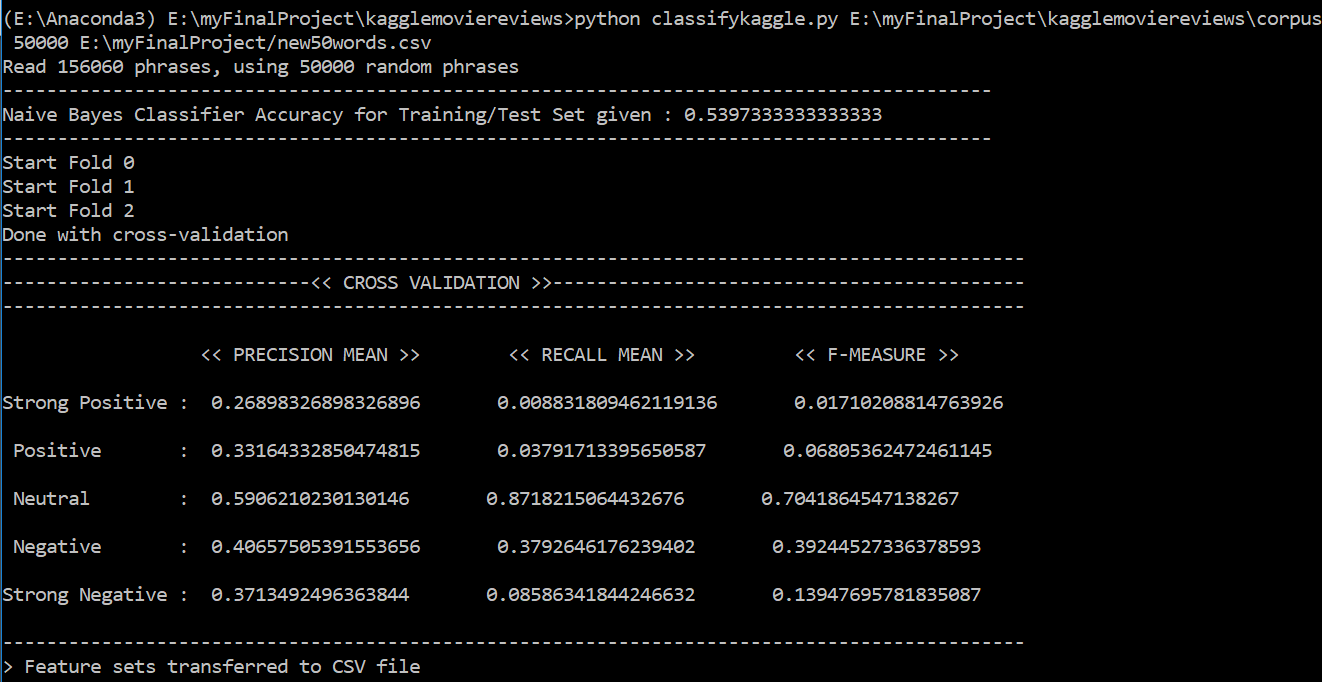 (E:\Anaconda3) E:\myFinalProject\kagglemoviereviews>python classifykaggle.py E:\myFinalProject\kagglemoviereviews\corpus
50000 E:\myFinalProject/new50words.csv
Read 156060 phrases, using 50000 random phrases
------------------------------------------------------------------------------------------
Naive Bayes Classifier Accuracy for Training/Test Set given : 0.5397333333333333
------------------------------------------------------------------------------------------
Start Fold 0
Start Fold 1
Start Fold 2
Done with cross-validation
---------------------------------------------------------------------------------------------
----------------------------<< CROSS VALIDATION >>-------------------------------------------
---------------------------------------------------------------------------------------------
<< PRECISION MEAN >> << RECALL MEAN >> << F-MEASURE >>
Strong Positive : 0.26898326898326896 0.008831809462119136 0.01710208814763926
Positive : 0.33164332850474815 0.03791713395650587 0.06805362472461145
Neutral : 0.5906210230130146 0.8718215064432676 0.7041864547138267
Negative : 0.40657505391553656 0.3792646176239402 0.39244527336378593
Strong Negative : 0.3713492496363844 0.08586341844246632 0.13947695781835087
---------------------------------------------------------------------------------------------
> Feature sets transferred to CSV file